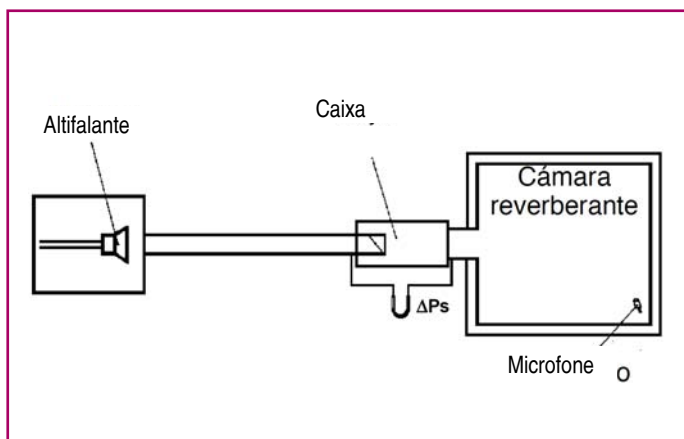 Caixa
Altifalante
Cámara
reverberante
ΔPs
Microfone
o